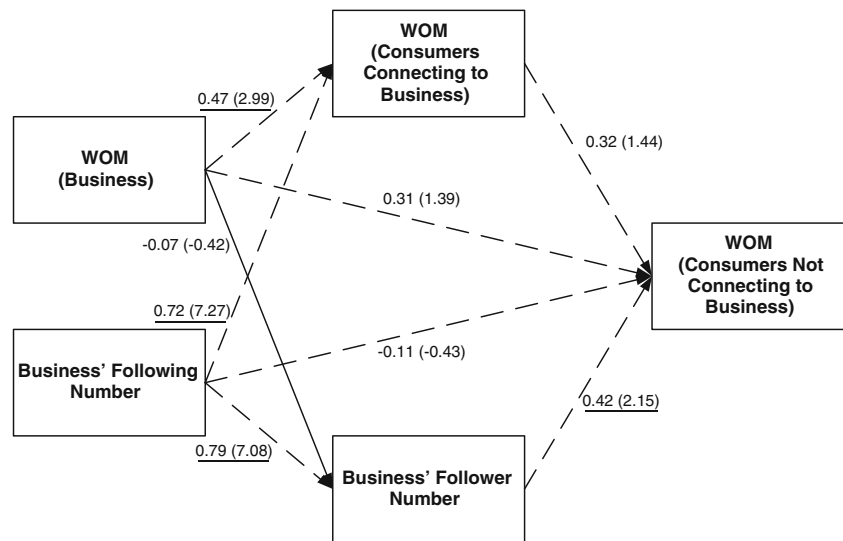 WOM
(Consumers
Connecting to
Business)
0.47 (2.99)
WOM
(Business)
0.32 (1.44)
0.31 (1.39)
-0.07 (-0.42)
WOM
(Consumers Not
Connecting to
Business)
0.72 (7.27)
Business’ Following
Number
-0.11 (-0.43)
0.79 (7.08)
0.42 (2.15)
Business’ Follower
Number